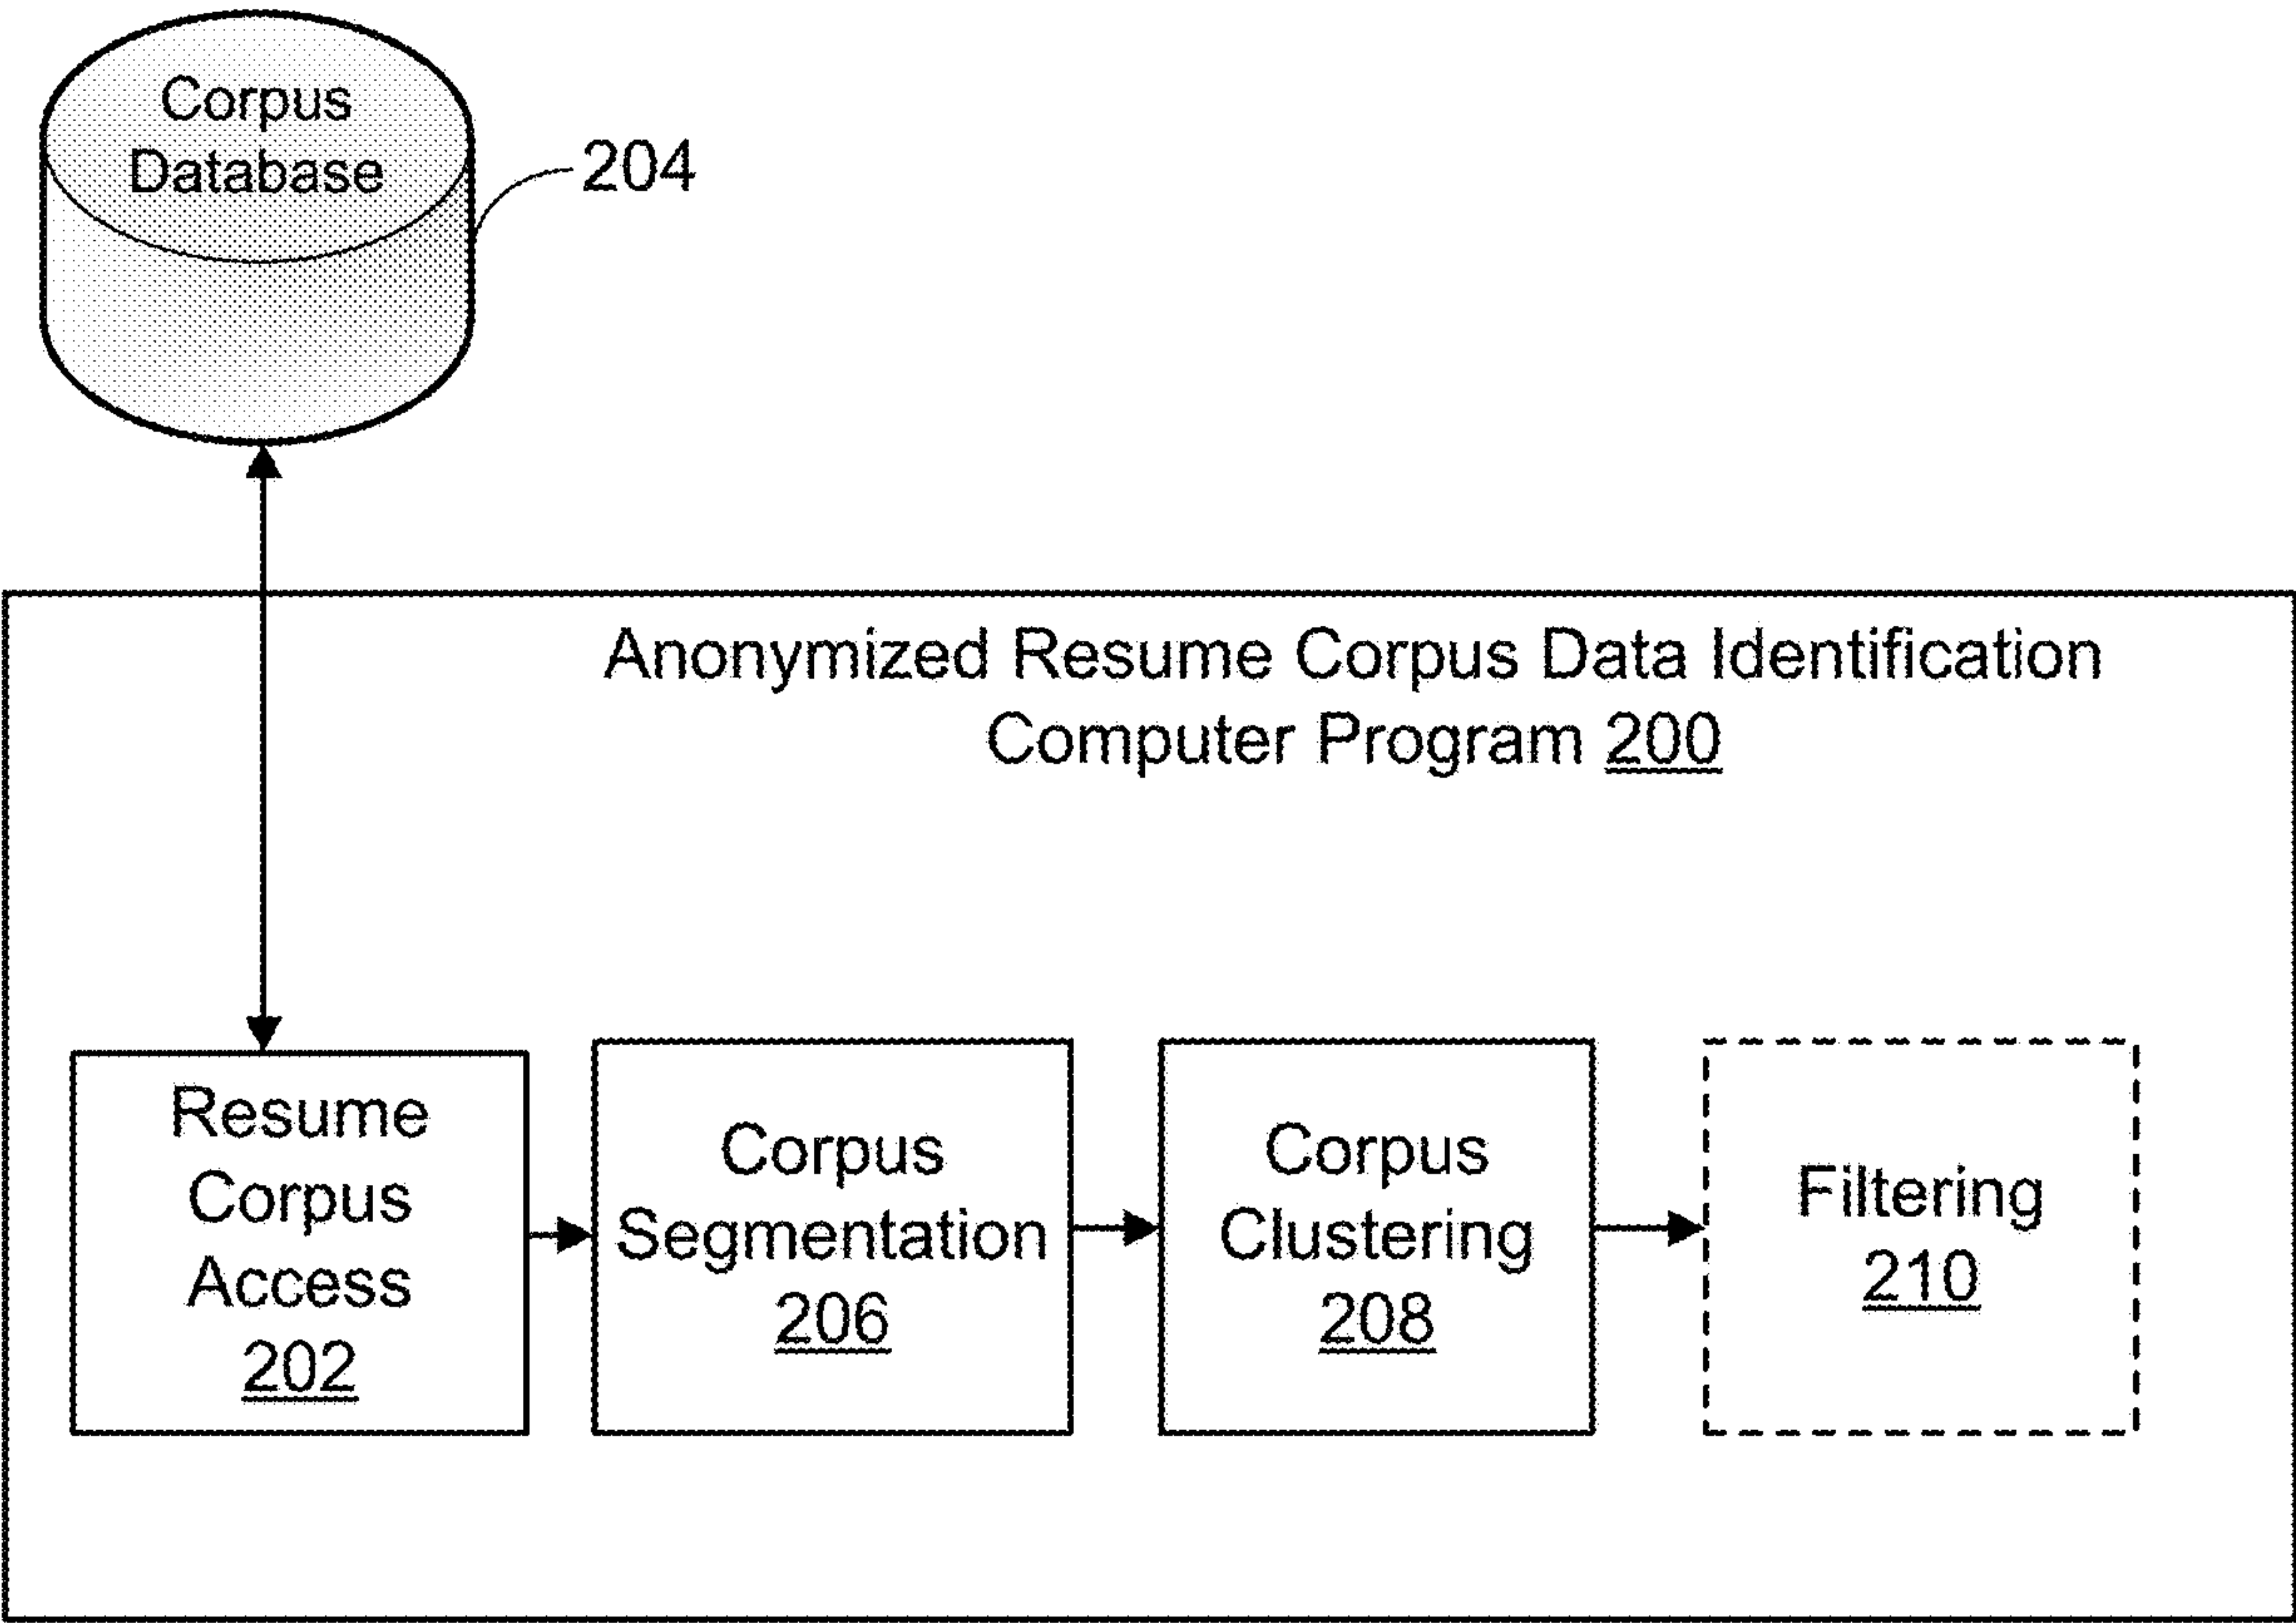 Corpus
Database
204
Anonymized Resume Corpus Data Identification
Computer Program 200
Resume
Corpus
Access
202
Corpus
Segmentation
206
Corpus
Clustering
208
Filtering
210